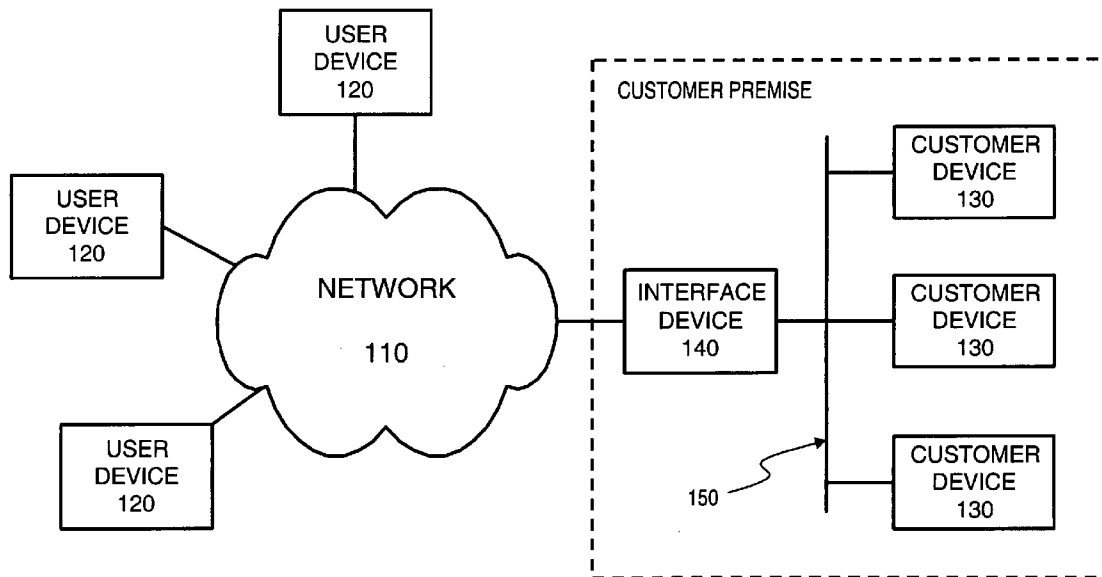 USER
DEVICE
120
USER
DEVICE
120
USER
DEVICE
120
NETWORK
110
CUSTOMER PREMISE
INTERFACE
DEVICE
140
CUSTOMER
DEVICE
130
CUSTOMER
DEVICE
130
CUSTOMER
DEVICE
130
150